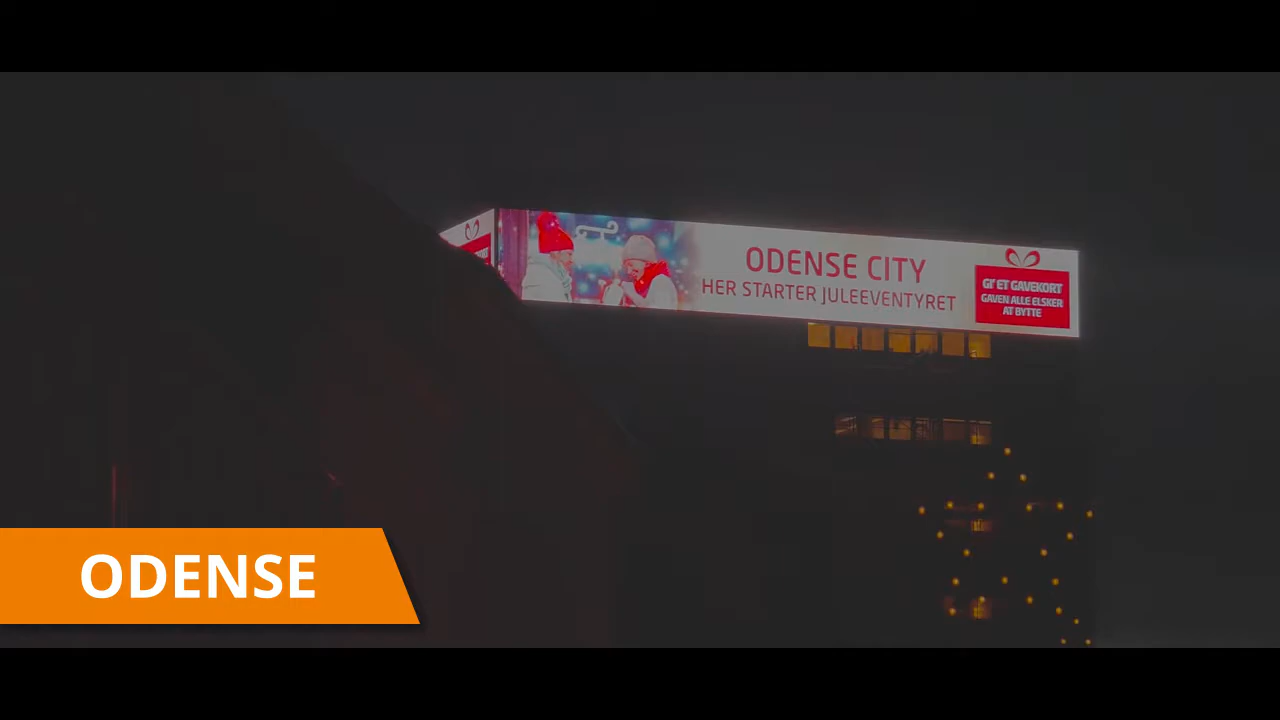 ODENSE CITY
HER STARTER JULEEVENTYRET
GI' ET GAVEKORT
GAVEN ALLE ELSKER
AT BYTTE
ODENSE